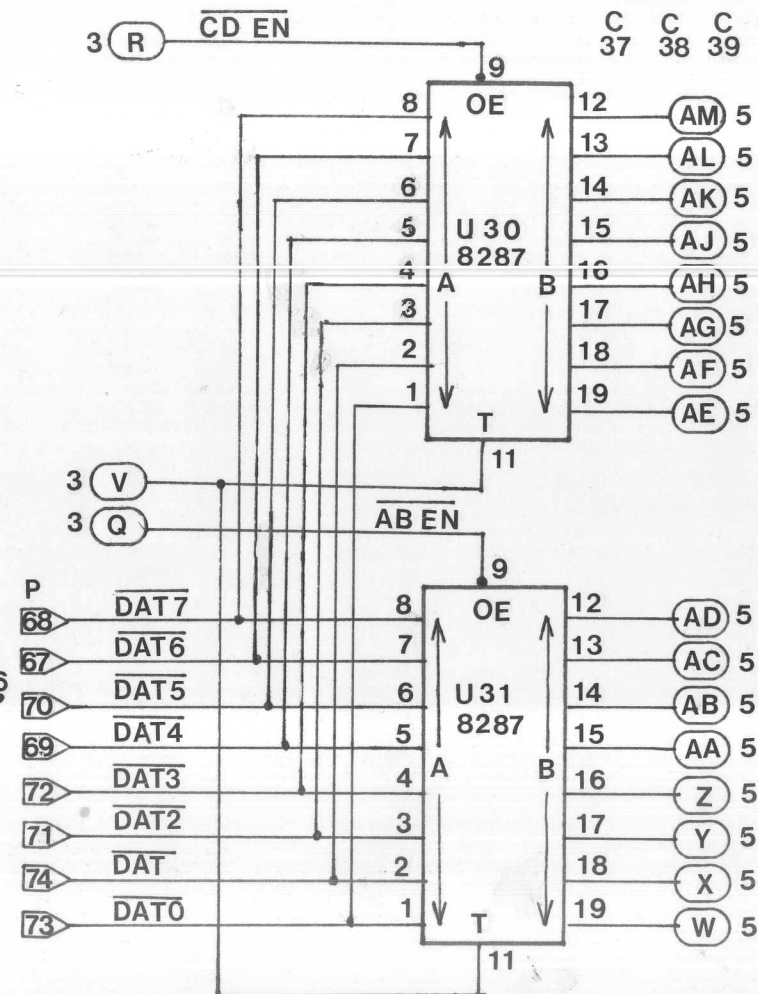 C C C
37 38 39
3 R CD EN
9
8 OE 12 AM 5
7 13 AL 5
6 14 AK 5
5 U30 15 AJ 5
8287
4 A B 16 AH 5
3 17 AG 5
2 18 AF 5
1 19 AE 5
T
11
3 V
3 Q AB EN
9
P
68 DAT7 8 OE 12 AD 5
67 DAT6 7 13 AC 5
70 DAT5 6 U31 14 AB 5
8287
69 DAT4 5 15 AA 5
A B
72 DAT3 4 16 Z 5
71 DAT2 3 17 Y 5
74 DAT 2 18 X 5
73 DAT0 1 19 W 5
T
11